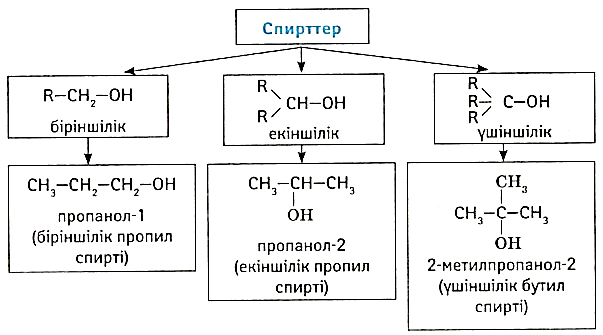 Спирттер
R—CH₂—OH
біріншілік
R
R
CH—OH
екіншілік
R
R
R
C—OH
үшіншілік
CH₃—CH₂—CH₂—OH
пропанол-1
(біріншілік пропил
спирті)
CH₃—CH—CH₃
OH
пропанол-2
(екіншілік пропил
спирті)
CH₃
CH₃—C—CH₃
OH
2-метилпропанол-2
(үшіншілік бутил
спирті)